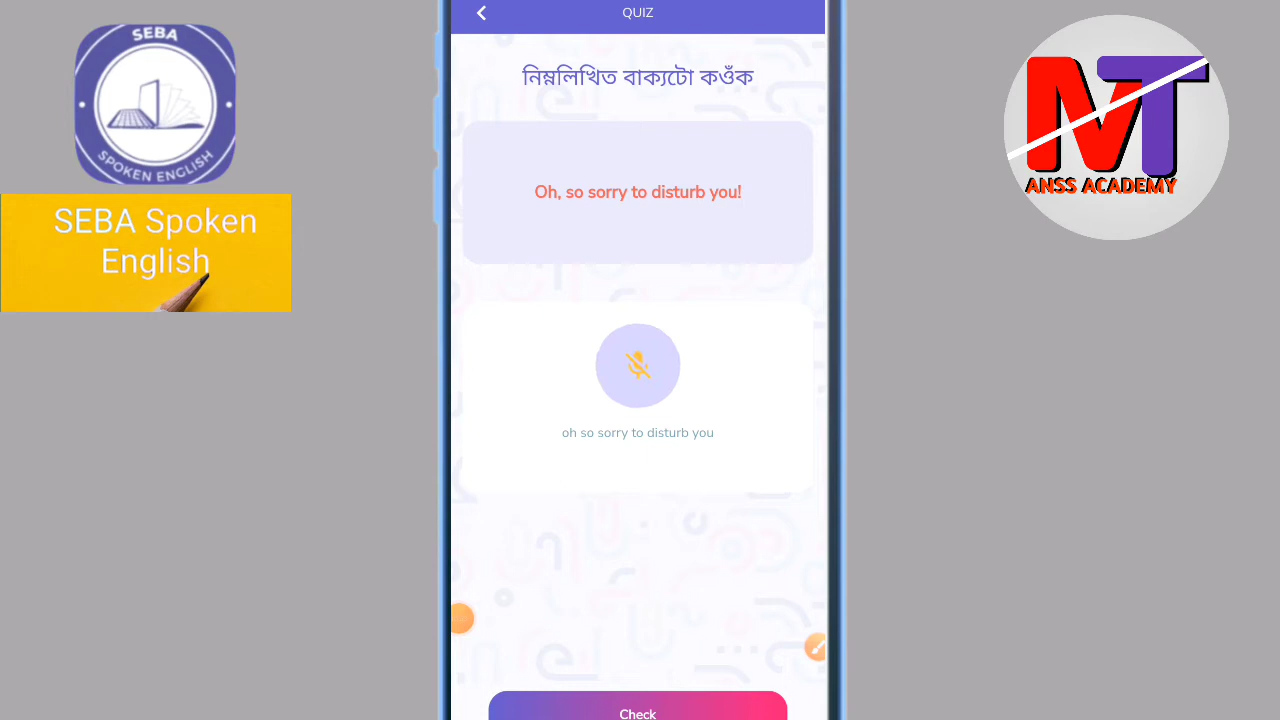 SEBA
SPOKEN ENGLISH
SEBA Spoken
English
QUIZ
নিম্নলিখিত বাক্যটো কওঁক
Oh, so sorry to disturb you!
oh so sorry to disturb you
Check
MT
ANSS ACADEMY